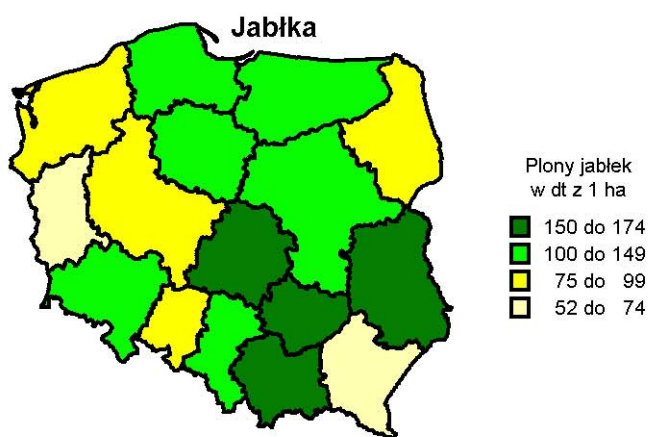 Jabłka
Plony jabłek
w dt z 1 ha
150 do 174
100 do 149
75 do 99
52 do 74